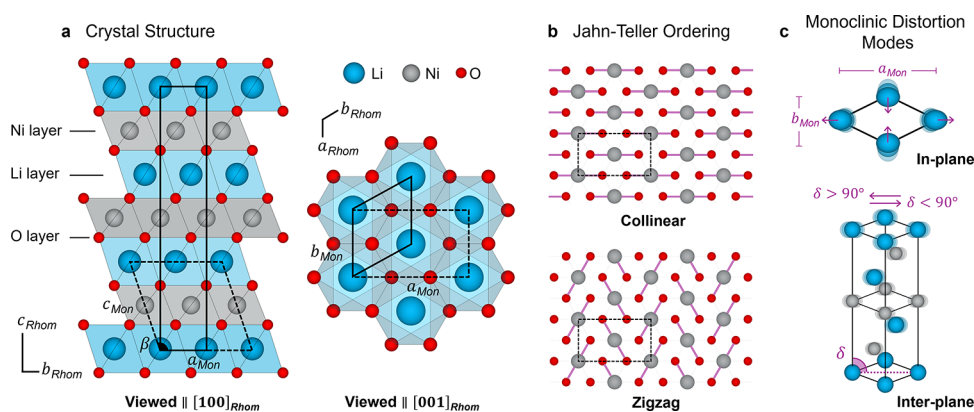 a Crystal Structure
Li Ni O
Ni layer
Li layer
O layer
c_Mon
β
a_Mon
c_Rhom
b_Rhom
Viewed ∥ [100]_Rhom
b_Rhom
a_Rhom
b_Mon
a_Mon
Viewed ∥ [001]_Rhom
b Jahn-Teller Ordering
Collinear
Zigzag
c Monoclinic Distortion
Modes
a_Mon
b_Mon
In-plane
δ > 90°
δ < 90°
δ
Inter-plane